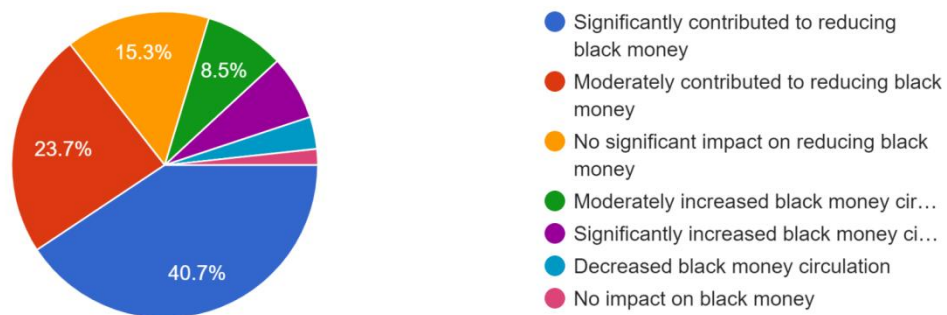 15.3%
8.5%
23.7%
40.7%
Significantly contributed to reducing
black money
Moderately contributed to reducing black
money
No significant impact on reducing black
money
Moderately increased black money cir…
Significantly increased black money ci…
Decreased black money circulation
No impact on black money